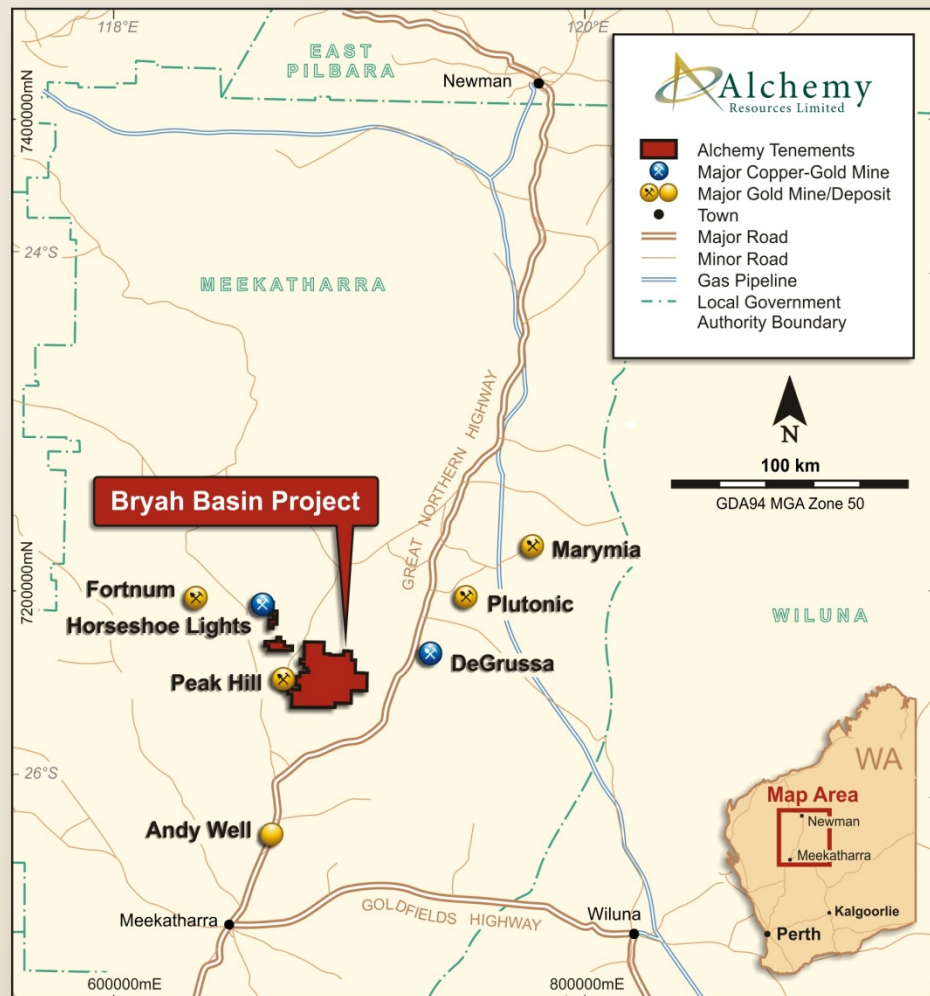 118°
120°
EAST
PILBARA
Newman
7400000mN
24°S
MEEKATHARRA
Alchemy
Resources Limited
Alchemy Tenements
Major Copper-Gold Mine
Major Gold Mine/Deposit
Town
Major Road
Minor Road
Gas Pipeline
Local Government
Authority Boundary
N
100 km
GDA94 MGA Zone 50
GREAT NORTHERN HIGHWAY
Bryah Basin Project
Marymia
7200000mN
Fortnum
Plutonic
Horseshoe Lights
WILUNA
DeGrussa
Peak Hill
26°S
WA
Map Area
Newman
Meekatharra
Kalgoorlie
Perth
Andy Well
Meekatharra
GOLDFIELDS HIGHWAY
Wiluna
600000mE
800000mE